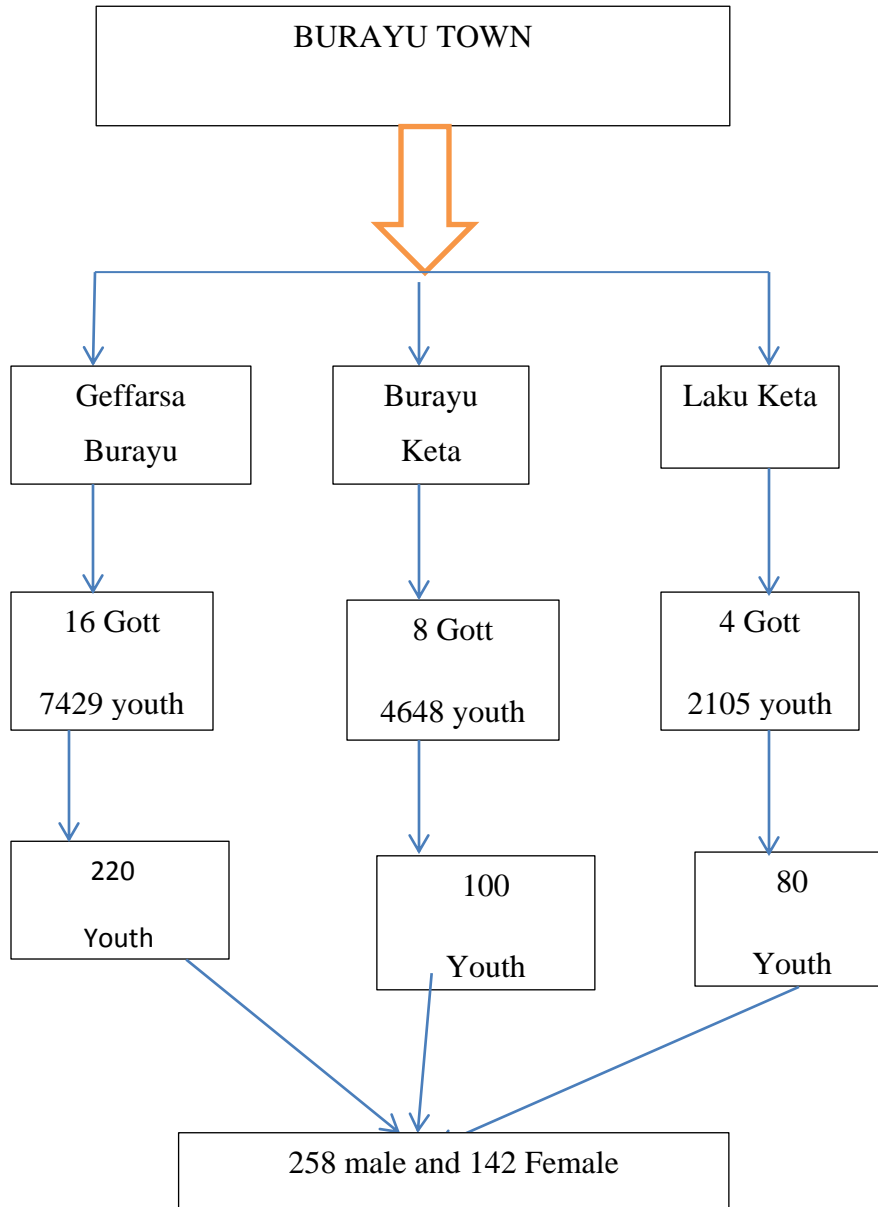 BURAYU TOWN
Geffarsa
Burayu
Burayu
Keta
Laku Keta
16 Gott
7429 youth
8 Gott
4648 youth
4 Gott
2105 youth
220
Youth
100
Youth
80
Youth
258 male and 142 Female